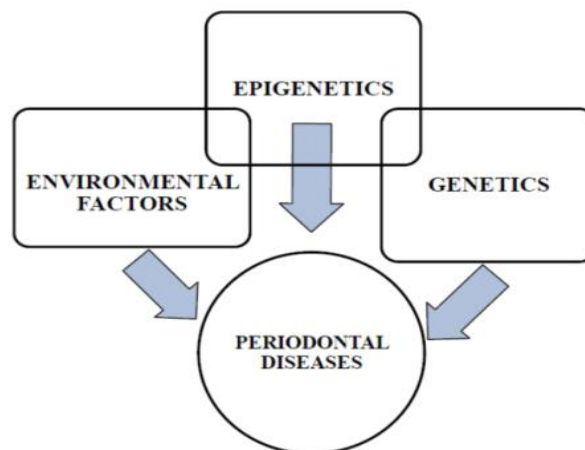 EPIGENETICS
ENVIRONMENTAL
FACTORS
GENETICS
PERIODONTAL
DISEASES